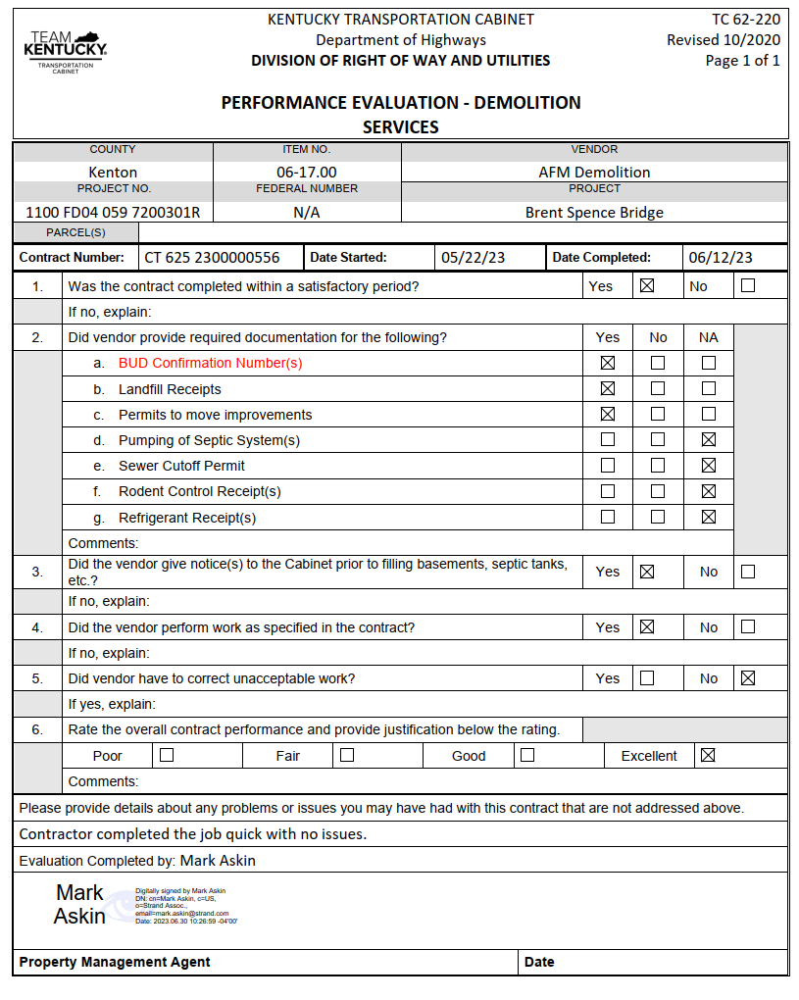 TEAM
KENTUCKY.
TRANSPORTATION
CABINET
KENTUCKY TRANSPORTATION CABINET
Department of Highways
DIVISION OF RIGHT OF WAY AND UTILITIES
TC 62-220
Revised 10/2020
Page 1 of 1
PERFORMANCE EVALUATION - DEMOLITION
SERVICES
COUNTY ITEM NO. VENDOR
Kenton 06-17.00 AFM Demolition
PROJECT NO. FEDERAL NUMBER PROJECT
1100 FD04 059 7200301R N/A Brent Spence Bridge
PARCEL(S)
Contract Number: CT 625 2300000556 Date Started: 05/22/23 Date Completed: 06/12/23
1. Was the contract completed within a satisfactory period? Yes ☒ No ☐
If no, explain:
2. Did vendor provide required documentation for the following? Yes No NA
a. BUD Confirmation Number(s) ☒ ☐ ☐
b. Landfill Receipts ☒ ☐ ☐
c. Permits to move improvements ☒ ☐ ☐
d. Pumping of Septic System(s) ☐ ☐ ☒
e. Sewer Cutoff Permit ☐ ☐ ☒
f. Rodent Control Receipt(s) ☐ ☐ ☒
g. Refrigerant Receipt(s) ☐ ☐ ☒
Comments:
3. Did the vendor give notice(s) to the Cabinet prior to filling basements, septic tanks,
etc.? Yes ☒ No ☐
If no, explain:
4. Did the vendor perform work as specified in the contract? Yes ☒ No ☐
If no, explain:
5. Did vendor have to correct unacceptable work? Yes ☐ No ☒
If yes, explain:
6. Rate the overall contract performance and provide justification below the rating.
Poor ☐ Fair ☐ Good ☐ Excellent ☒
Comments:
Please provide details about any problems or issues you may have had with this contract that are not addressed above.
Contractor completed the job quick with no issues.
Evaluation Completed by: Mark Askin
Mark
Askin
Digitally signed by Mark Askin
DN: cn=Mark Askin, c=US,
o=Strand Assoc.,
email=mark.askin@strand.com
Date: 2023.06.30 10:26:59 -04'00'
Property Management Agent Date